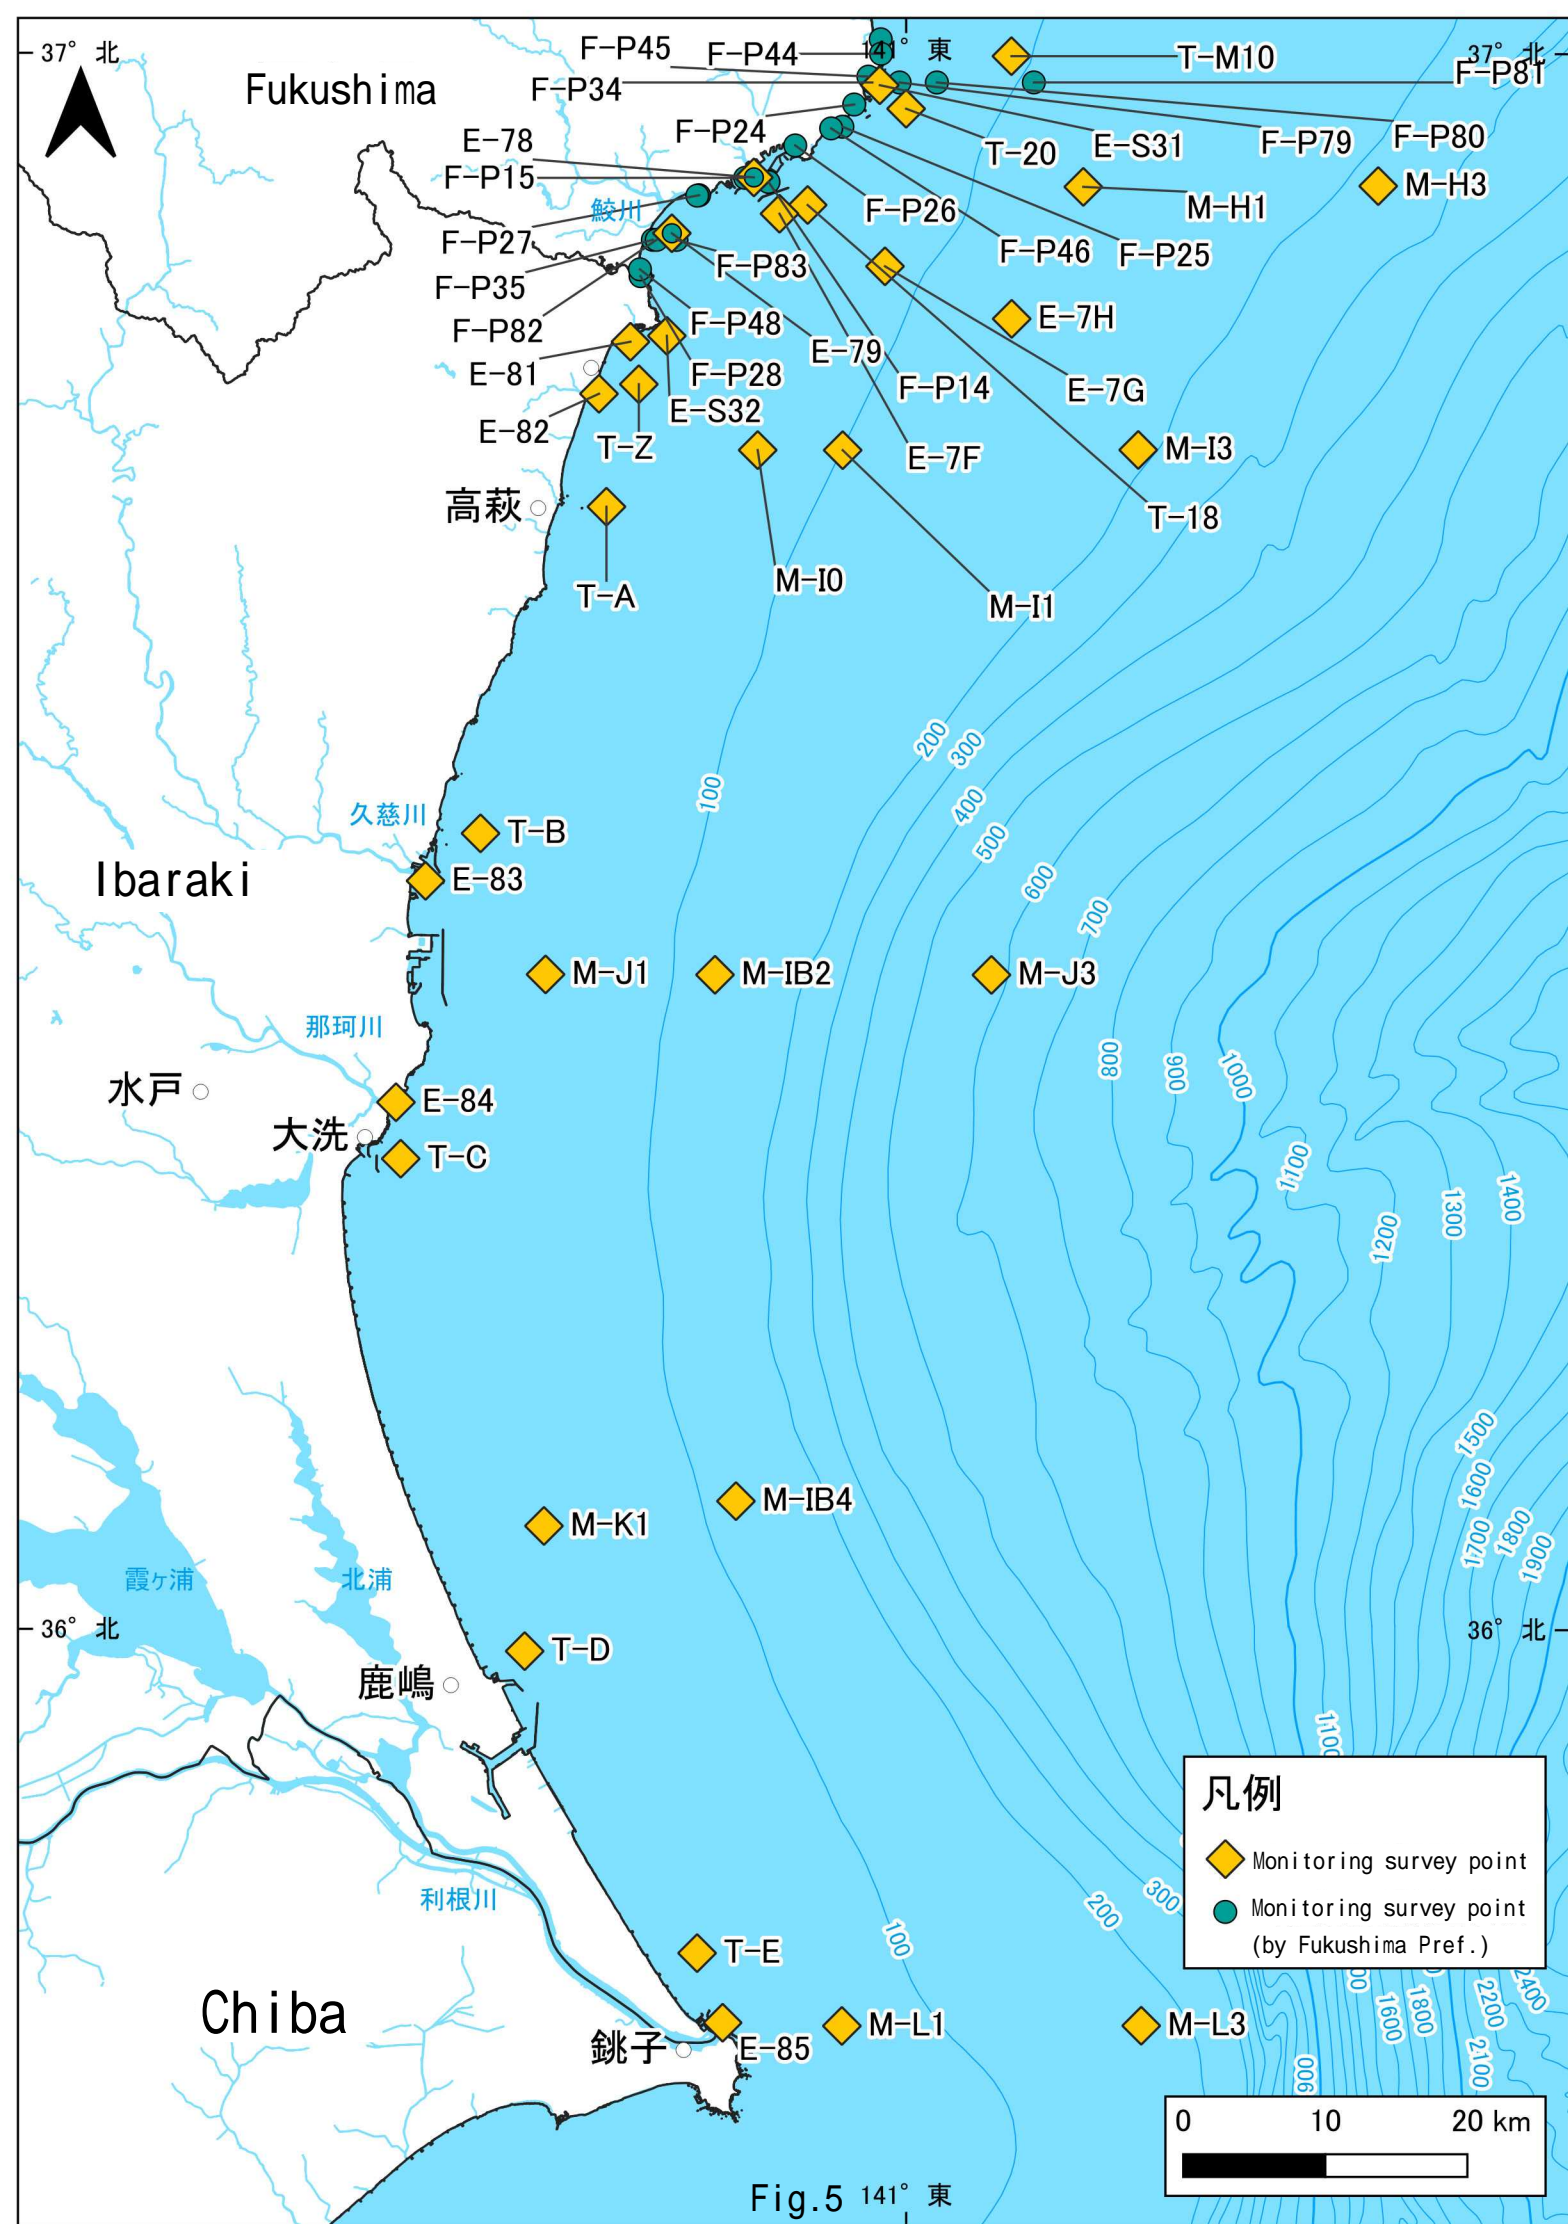 37° 北
141° 東
37° 北
F-P45
F-P44
T-M10
F-P81
Fukushima
F-P34
F-P24
E-78
T-20
E-S31
F-P79
F-P80
F-P15
M-H3
M-H1
鮫川
F-P26
F-P27
F-P46
F-P25
F-P83
F-P35
E-7H
F-P82
F-P48
E-79
E-81
F-P28
F-P14
E-7G
E-S32
E-82
T-Z
E-7F
M-I3
高萩
T-18
T-A
M-I0
M-I1
200
300
100
400
500
久慈川
T-B
Ibaraki
E-83
600
700
M-J1
M-IB2
M-J3
那珂川
800
900
1000
水戸
E-84
大洗
T-C
1100
1200
1300
1400
1500
1600
1700
1800
1900
M-IB4
M-K1
霞ヶ浦
北浦
36° 北
36° 北
T-D
鹿嶋
1100
凡例
Monitoring survey point
Monitoring survey point
(by Fukushima Pref.)
利根川
100
200
300
T-E
Chiba
1600
1800
2200
2400
M-L1
M-L3
銚子
E-85
900
2100
0 10 20 km
Fig.5
141° 東